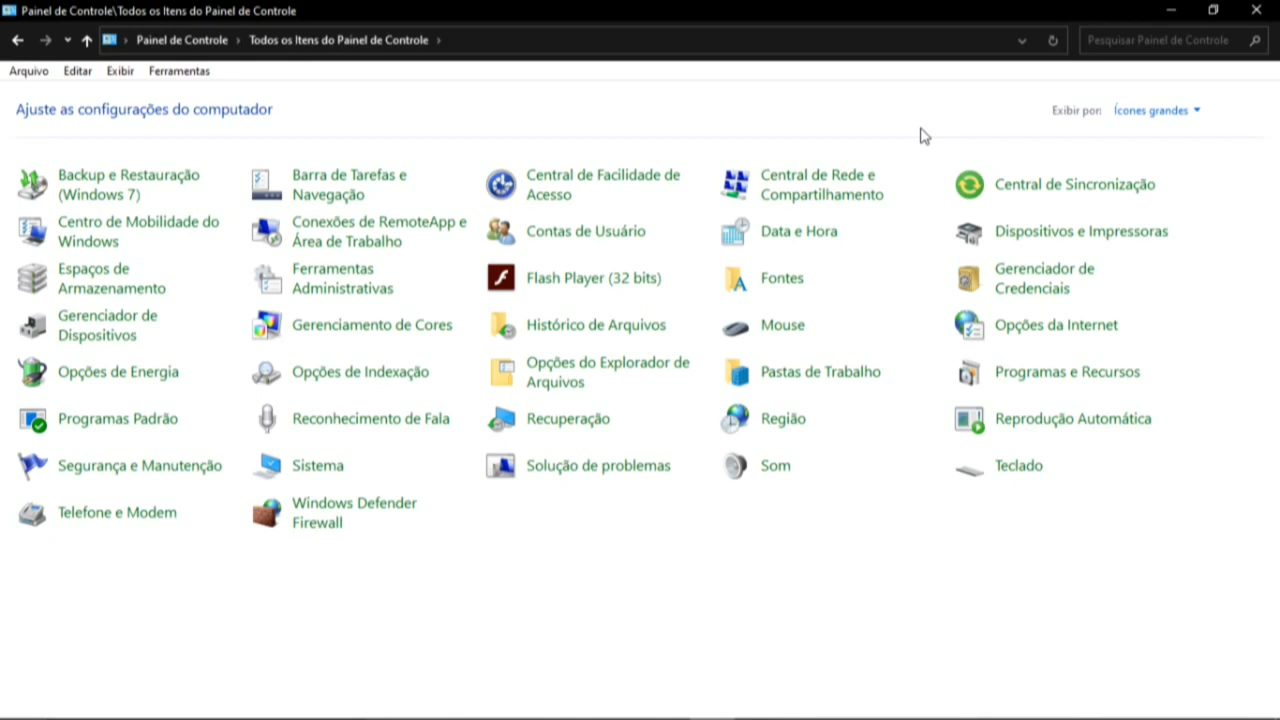 Painel de Controle\Todos os Itens do Painel de Controle
Painel de Controle › Todos os Itens do Painel de Controle ›
Pesquisar Painel de Controle
Arquivo Editar Exibir Ferramentas
Ajuste as configurações do computador
Exibir por: Ícones grandes
Backup e Restauração
(Windows 7)
Barra de Tarefas e
Navegação
Central de Facilidade de
Acesso
Central de Rede e
Compartilhamento
Central de Sincronização
Centro de Mobilidade do
Windows
Conexões de RemoteApp e
Área de Trabalho
Contas de Usuário
Data e Hora
Dispositivos e Impressoras
Espaços de
Armazenamento
Ferramentas
Administrativas
Flash Player (32 bits)
Fontes
Gerenciador de
Credenciais
Gerenciador de
Dispositivos
Gerenciamento de Cores
Histórico de Arquivos
Mouse
Opções da Internet
Opções de Energia
Opções de Indexação
Opções do Explorador de
Arquivos
Pastas de Trabalho
Programas e Recursos
Programas Padrão
Reconhecimento de Fala
Recuperação
Região
Reprodução Automática
Segurança e Manutenção
Sistema
Solução de problemas
Som
Teclado
Telefone e Modem
Windows Defender
Firewall